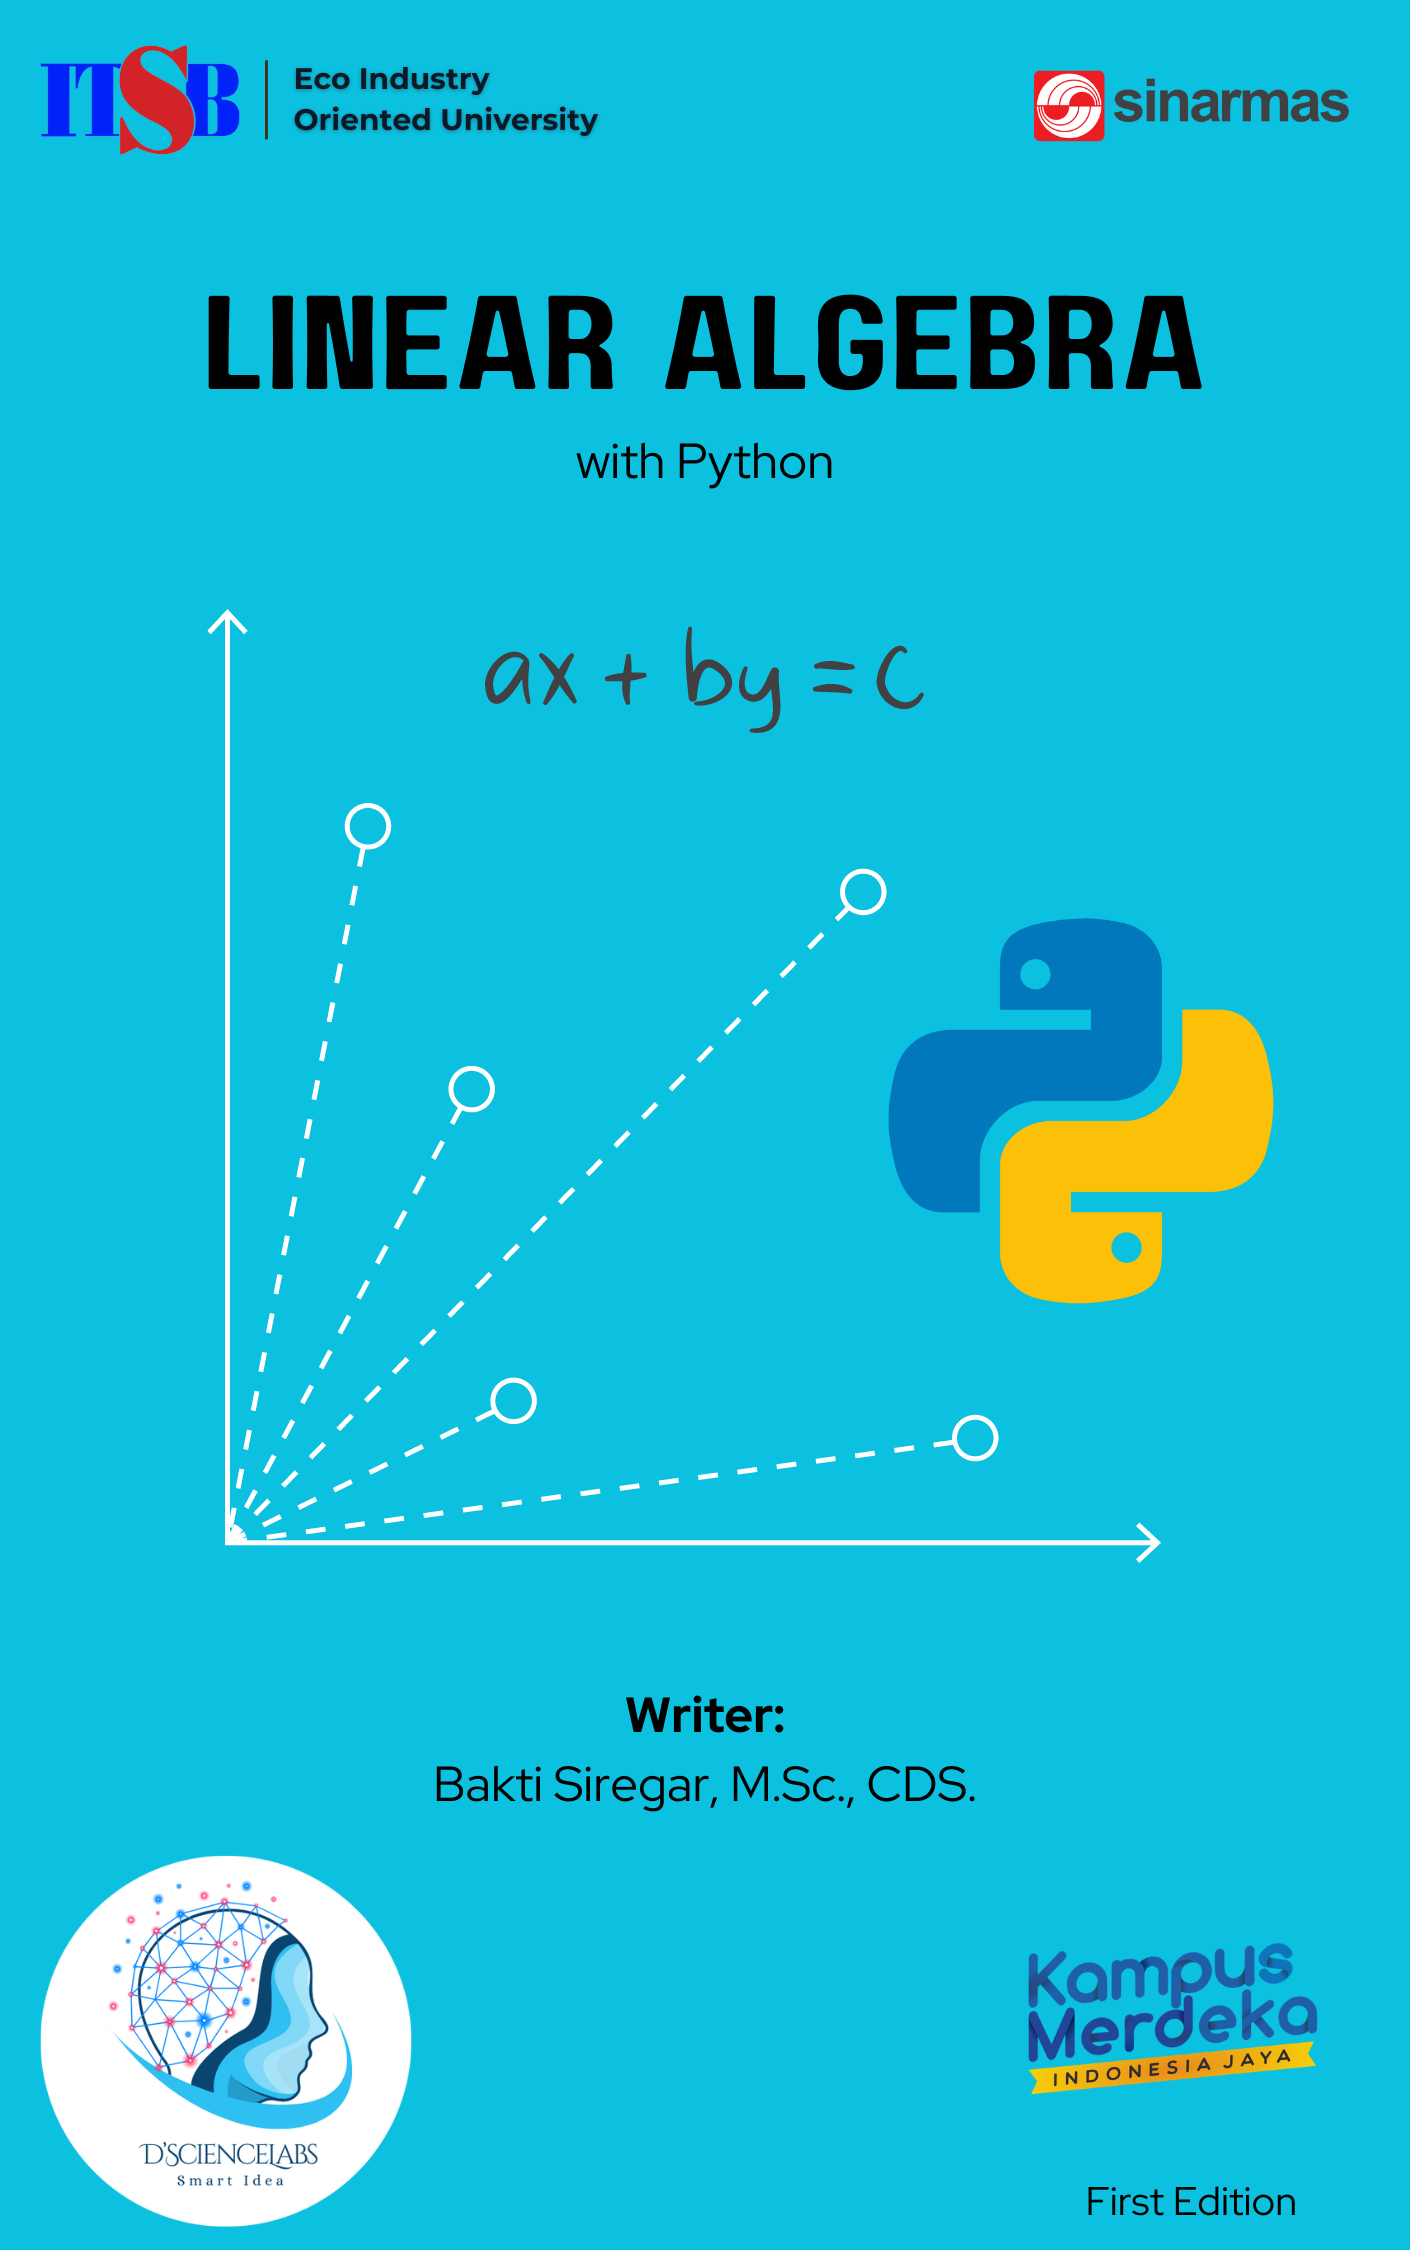 ITSB
Eco Industry
Oriented University
sinarmas
LINEAR ALGEBRA
with Python
ax + by = c
Writer:
Bakti Siregar, M.Sc., CDS.
D'SCIENCELABS
Smart Idea
Kampus
Merdeka
INDONESIA JAYA
First Edition